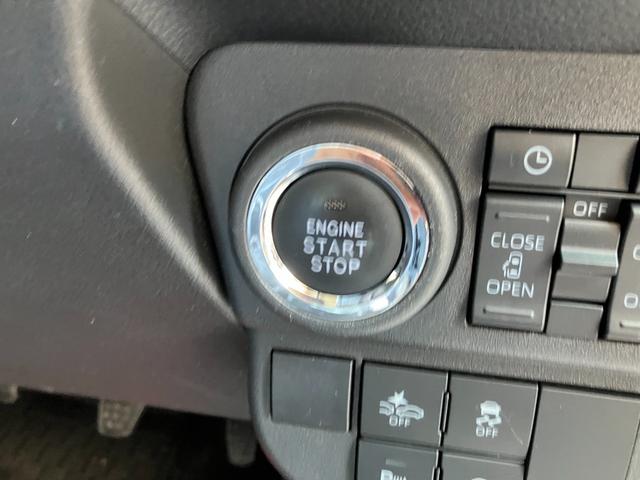 ENGINE
START
STOP
OFF
CLOSE
OPEN
OFF
OFF